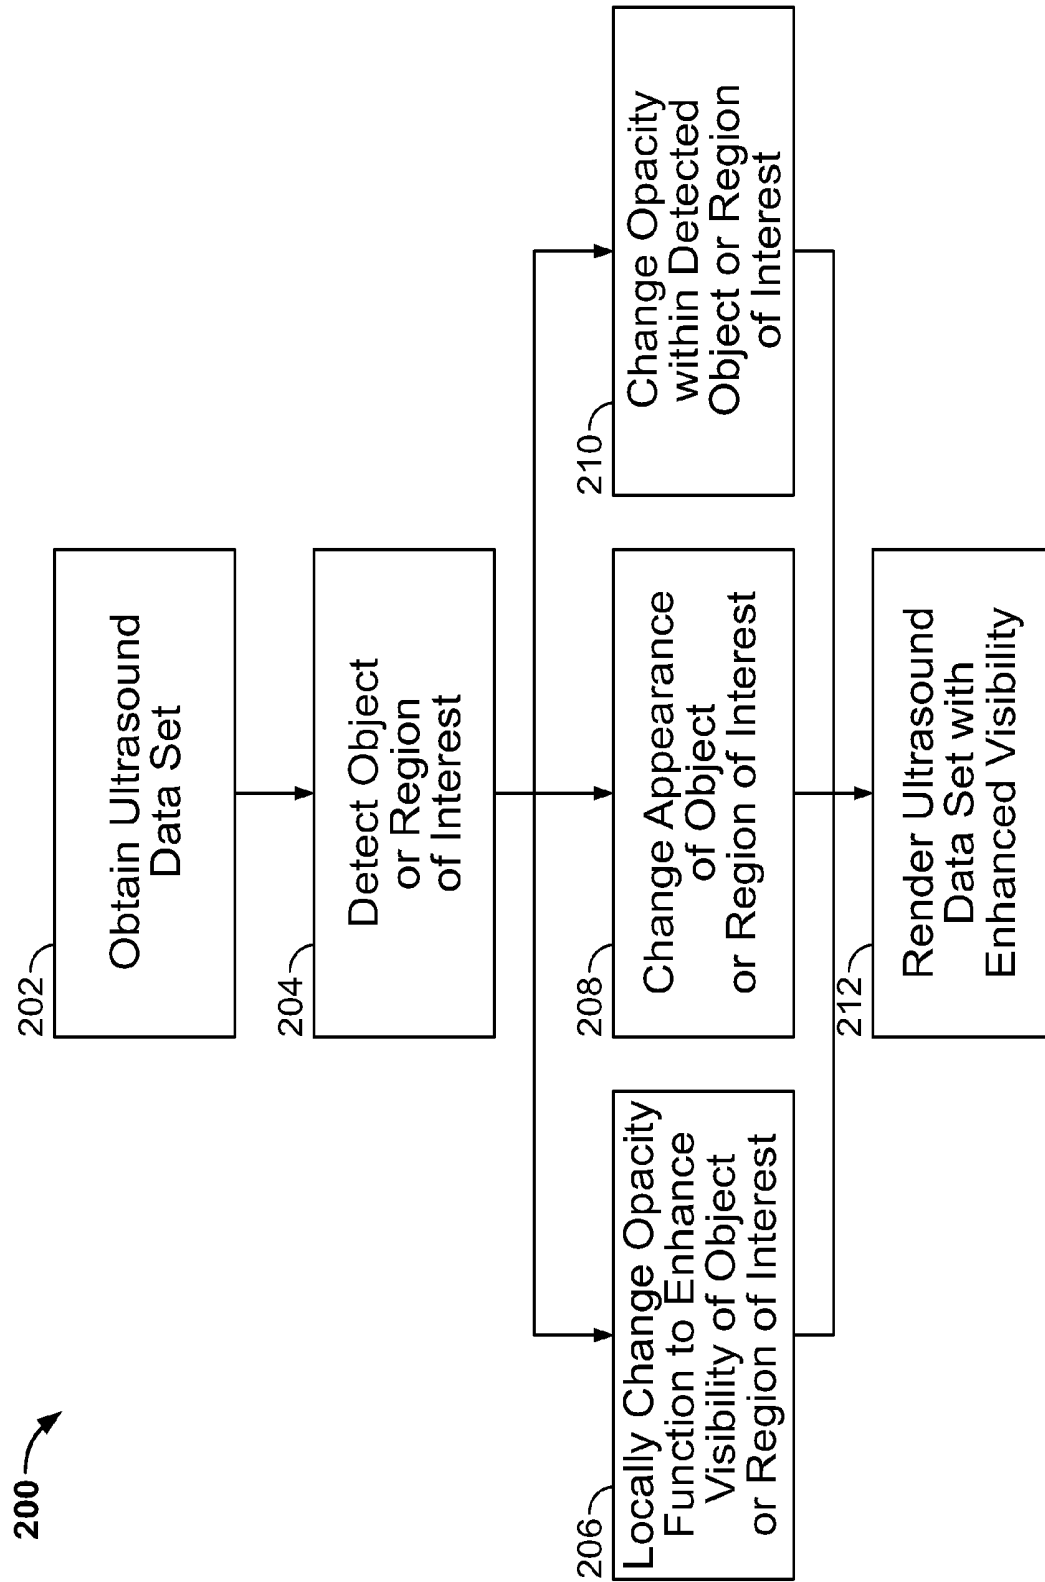 200
202
Obtain Ultrasound
Data Set
204
Detect Object
or Region
of Interest
206
Locally Change Opacity
Function to Enhance
Visibility of Object
or Region of Interest
208
Change Appearance
of Object
or Region of Interest
210
Change Opacity
within Detected
Object or Region
of Interest
212
Render Ultrasound
Data Set with
Enhanced Visibility